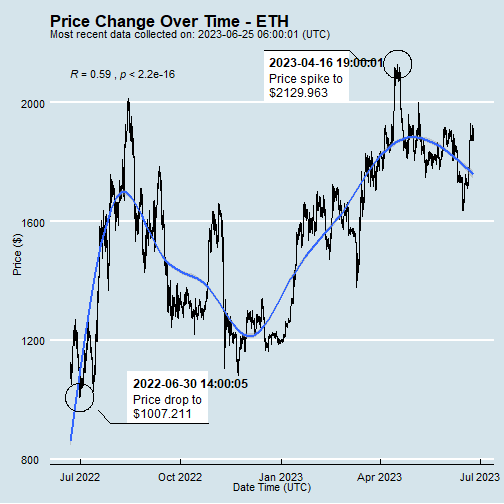 Price Change Over Time - ETH
Most recent data collected on: 2023-06-25 06:00:01 (UTC)
R = 0.59 , p < 2.2e-16
2023-04-16 19:00:01
Price spike to
$2129.963
2000
1600
1200
800
Price ($)
2022-06-30 14:00:05
Price drop to
$1007.211
Jul 2022
Oct 2022
Jan 2023
Apr 2023
Jul 2023
Date Time (UTC)